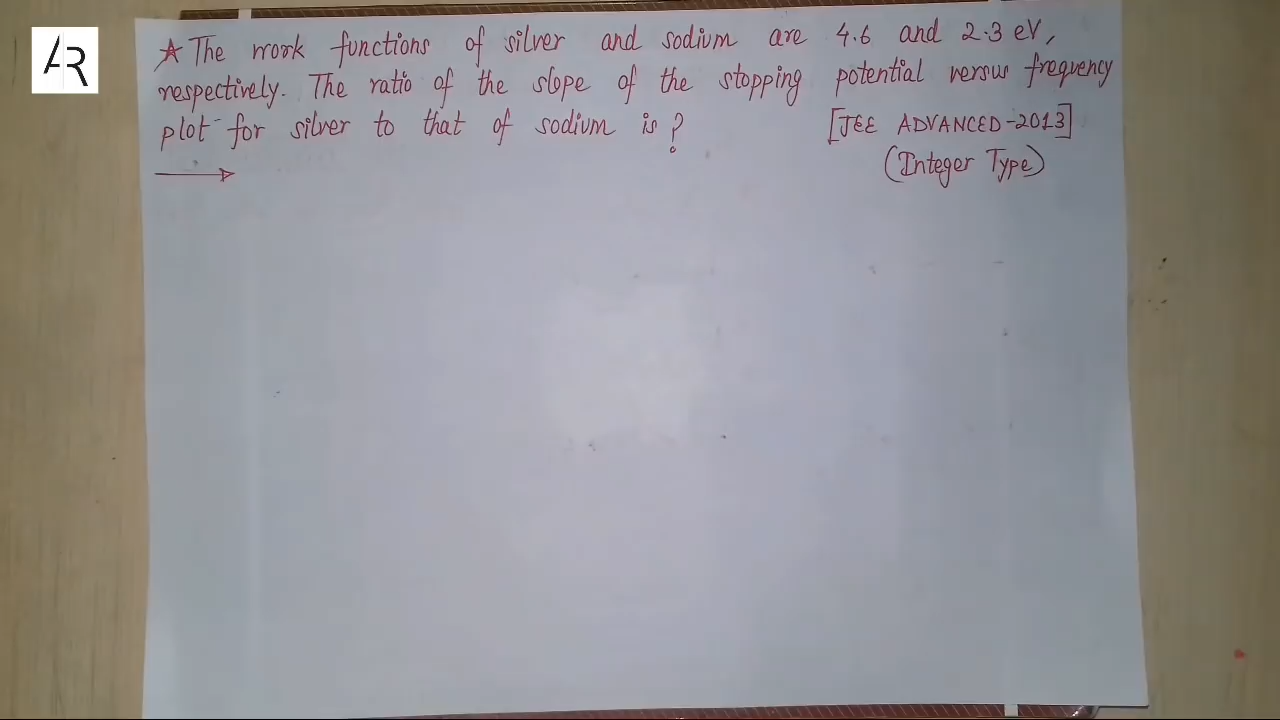 AR
☆ The work functions of silver and sodium are 4.6 and 2.3 eV,
respectively. The ratio of the slope of the stopping potential versus frequency
plot for silver to that of sodium is ?
[JEE ADVANCED-2013]
(Integer Type)